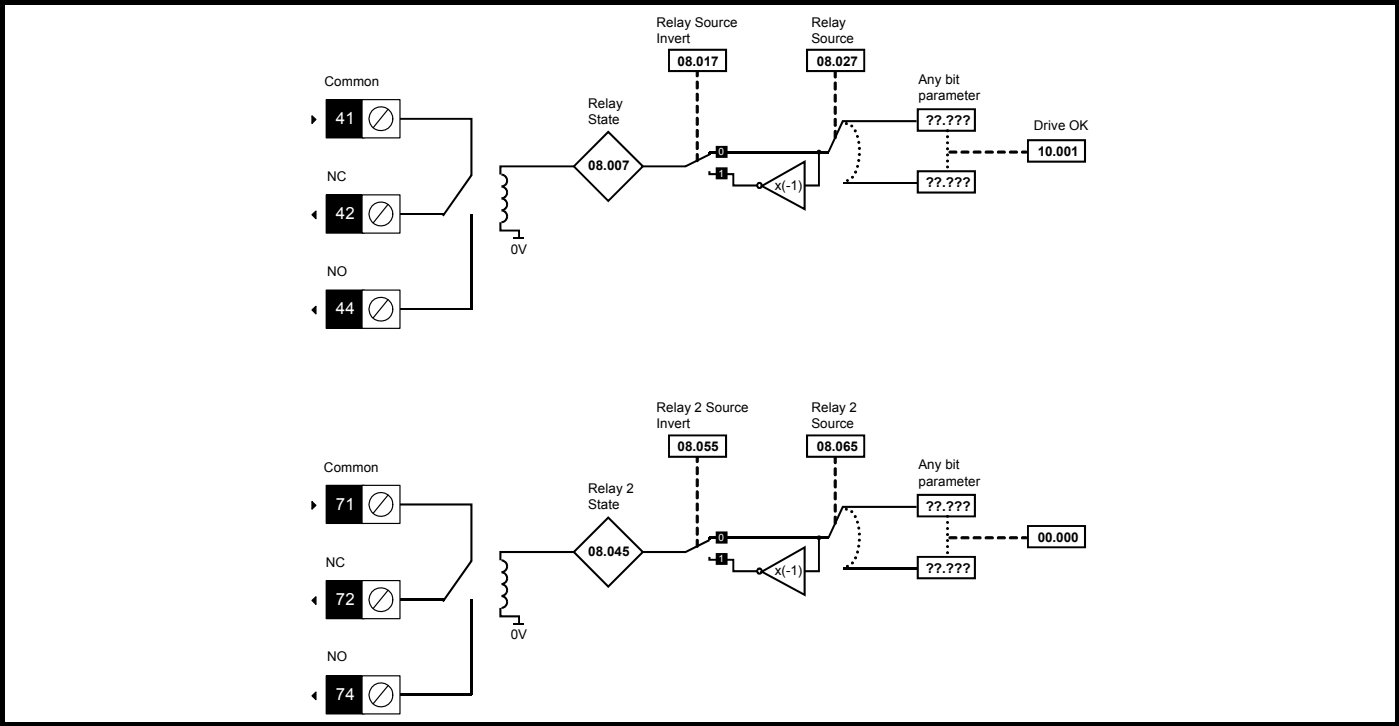 Relay Source
Invert
08.017
Relay
Source
08.027
Common
41
NC
42
NO
44
Relay
State
08.007
0V
0
1
x(-1)
Any bit
parameter
??.???
??.???
Drive OK
10.001
Relay 2 Source
Invert
08.055
Relay 2
Source
08.065
Common
71
NC
72
NO
74
Relay 2
State
08.045
0V
0
1
x(-1)
Any bit
parameter
??.???
??.???
00.000